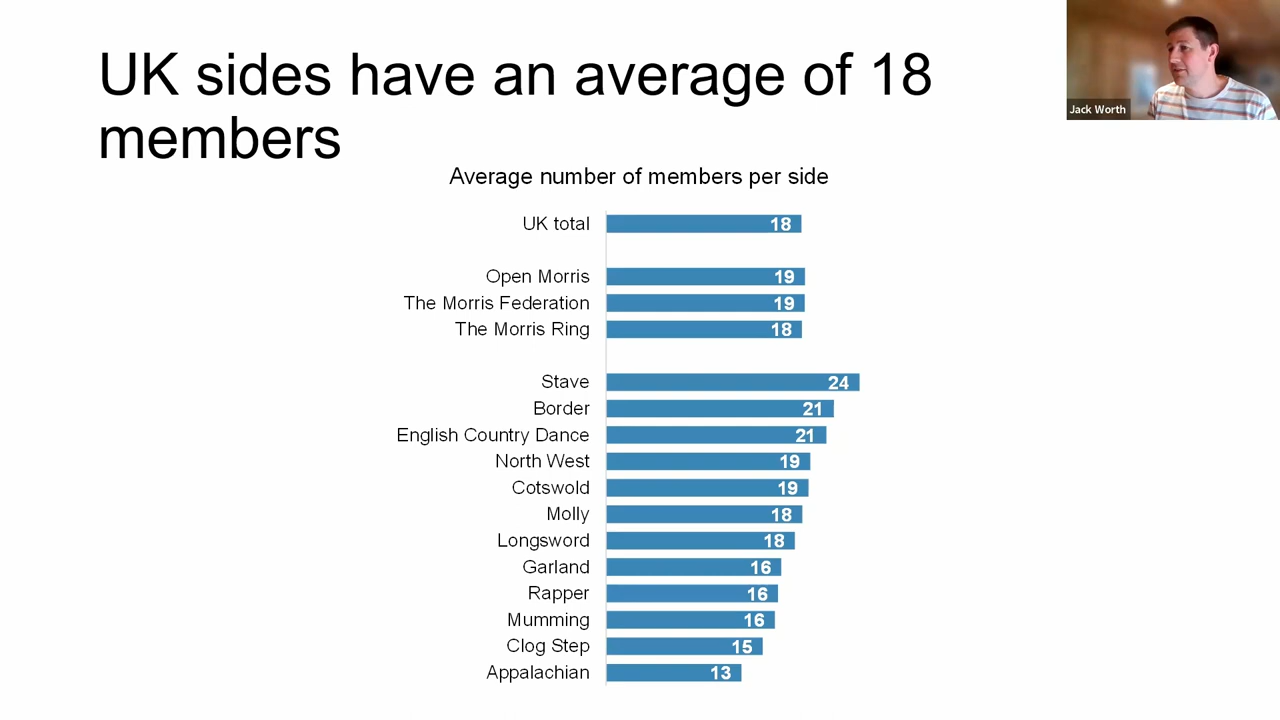 UK sides have an average of 18
members
Jack Worth
Average number of members per side
UK total 18
Open Morris 19
The Morris Federation 19
The Morris Ring 18
Stave 24
Border 21
English Country Dance 21
North West 19
Cotswold 19
Molly 18
Longsword 18
Garland 16
Rapper 16
Mumming 16
Clog Step 15
Appalachian 13